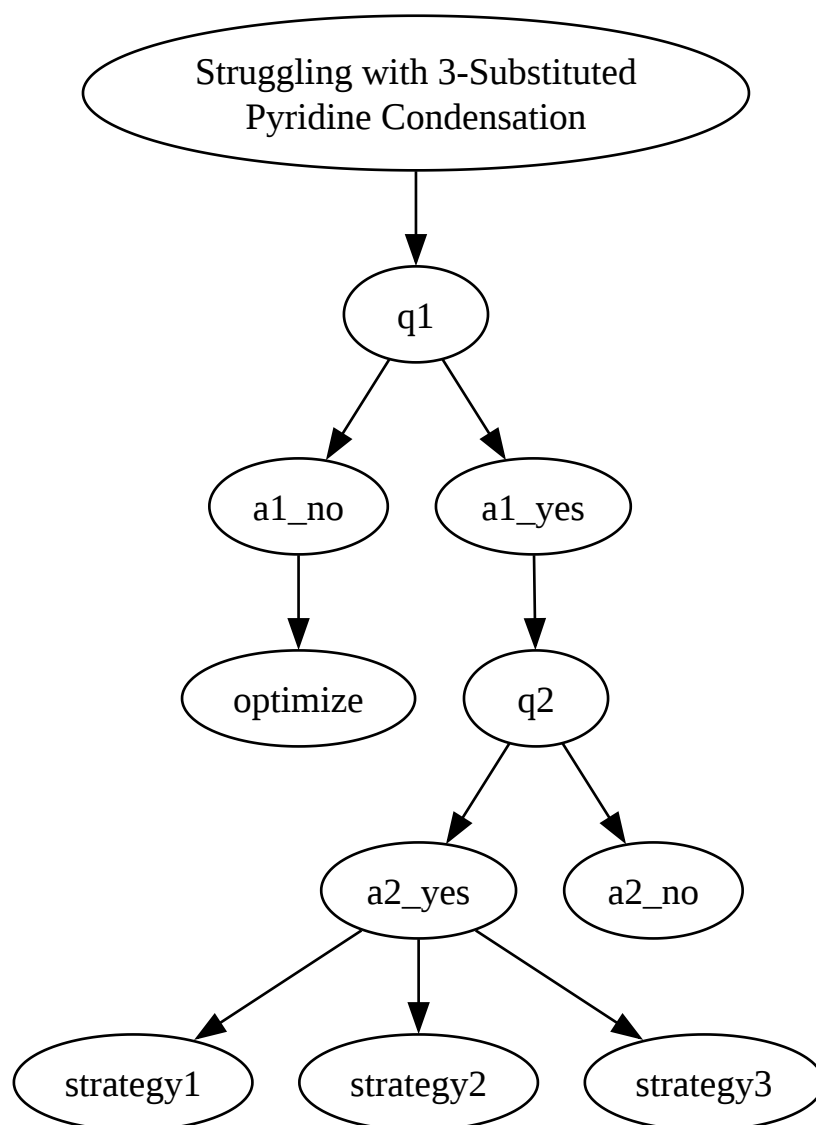 Struggling with 3-Substituted
Pyridine Condensation
q1
a1_no
a1_yes
optimize
q2
a2_yes
a2_no
strategy1
strategy2
strategy3